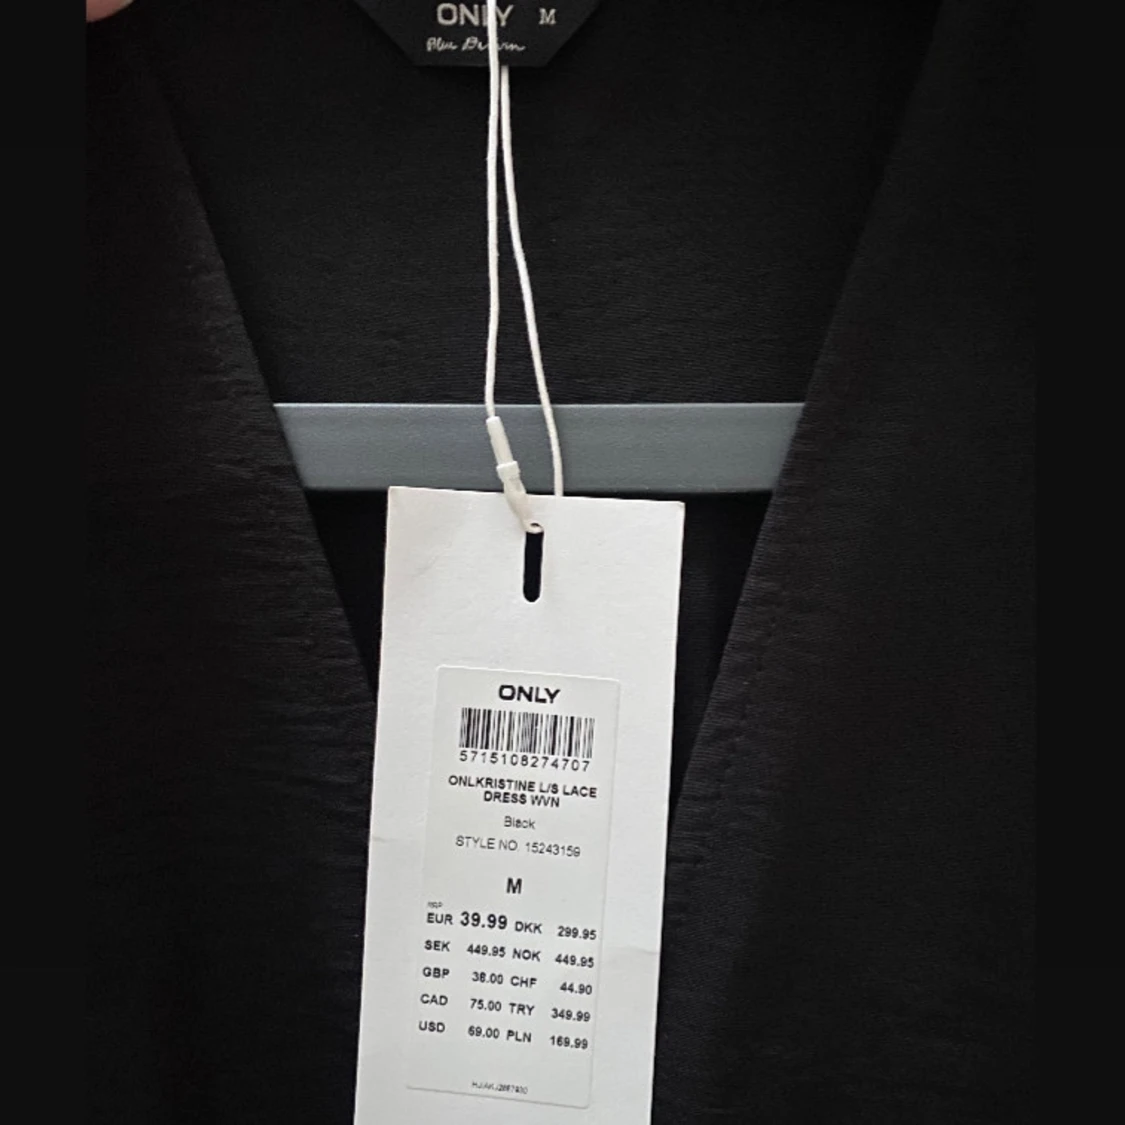 ONLY M
ONLY
5715108274707
ONLKRISTINE L/S LACE
DRESS WVN
Black
STYLE NO. 15243159
M
RRP
EUR 39.99 DKK 299.95
SEK 449.95 NOK 449.95
GBP 36.00 CHF 44.90
CAD 75.00 TRY 349.99
USD 69.00 PLN 169.99